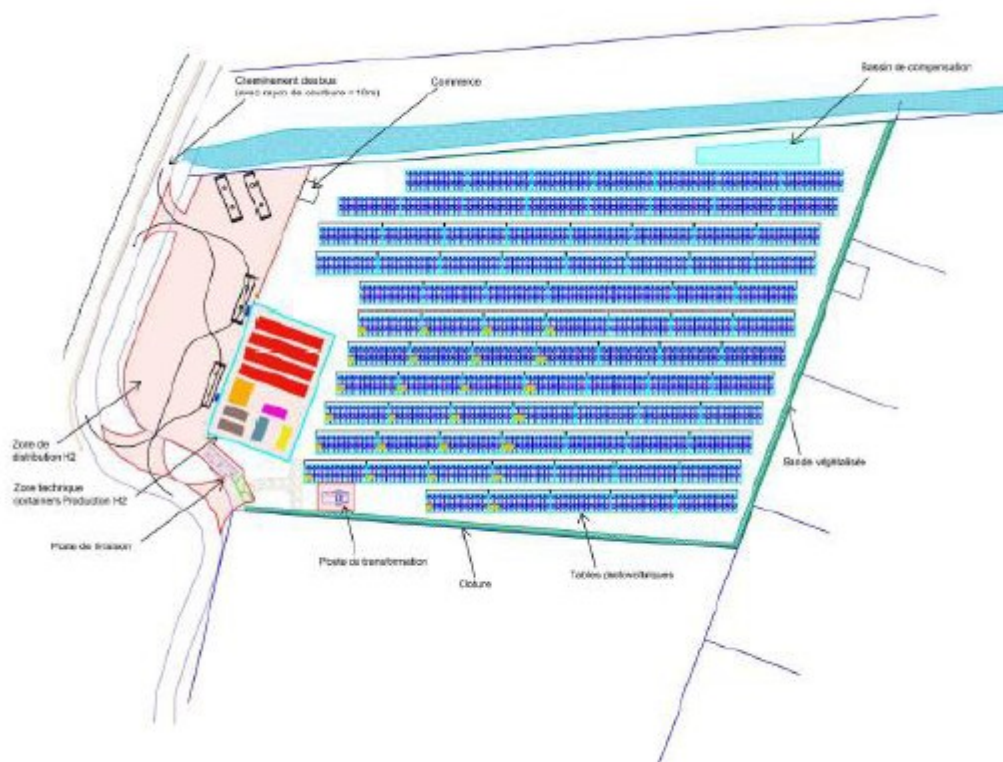 Cheminement des bus
(avec rayon de courbure = 10m)
Commerce
Bassin de compensation
Zone de
distribution H2
Zone technique
containers Production H2
Poste de livraison
Poste de transformation
Cloture
Tables photovoltaïques
Bande végétalisée